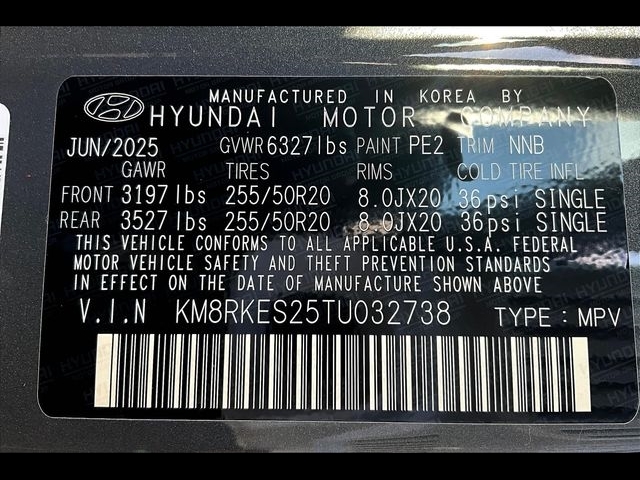 MANUFACTURED IN KOREA BY
HYUNDAI MOTOR COMPANY
JUN/2025 GVWR 6327lbs PAINT PE2 TRIM NNB
GAWR TIRES RIMS COLD TIRE INFL
FRONT 3197lbs 255/50R20 8.0JX20 36psi SINGLE
REAR 3527lbs 255/50R20 8.0JX20 36psi SINGLE
THIS VEHICLE CONFORMS TO ALL APPLICABLE U.S.A. FEDERAL
MOTOR VEHICLE SAFETY AND THEFT PREVENTION STANDARDS
IN EFFECT ON THE DATE OF MANUFACTURE SHOWN ABOVE
V.I.N KM8RKES25TU032738 TYPE : MPV